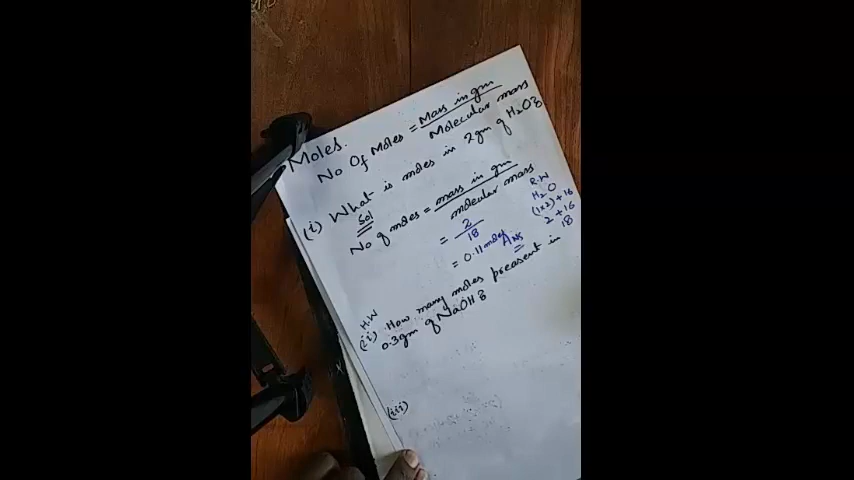 Moles.
No Of Moles = Mass in gm
Molecular mass
(i) What is moles in 2gm of H₂O?
Sol
No of moles = mass in gm
molecular mass
= 2
18
= 0.11 moles Ans
R.W
H₂O
(1x2)+16
2+16
18
H.W
(ii) How many moles preasent in
0.3gm of NaOH?
(iii)